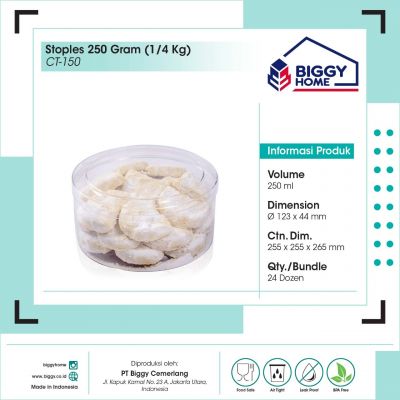 Stoples 250 Gram (1/4 Kg)
CT-150
BIGGY
HOME
Informasi Produk
Volume
250 ml
Dimension
Ø 123 x 44 mm
Ctn. Dim.
255 x 255 x 265 mm
Qty./Bundle
24 Dozen
biggyhome
www.biggy.co.id
Made in Indonesia
Diproduksi oleh:
PT Biggy Cemerlang
Jl. Kapuk Kamal No. 23 A, Jakarta Utara,
Indonesia
Food Safe
Air Tight
Leak Proof
BPA Free